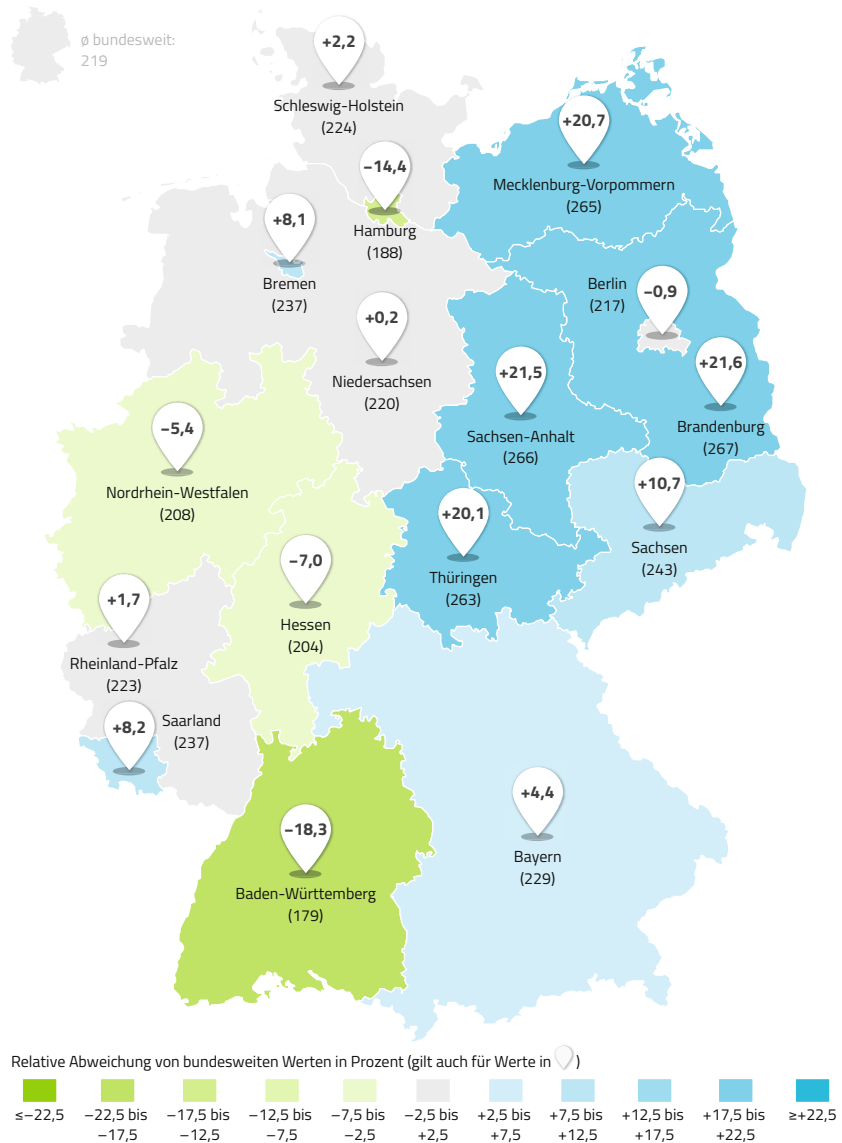 ø bundesweit:
219
+2,2
Schleswig-Holstein
(224)
+20,7
Mecklenburg-Vorpommern
(265)
−14,4
Hamburg
(188)
+8,1
Bremen
(237)
Berlin
(217)
−0,9
+0,2
Niedersachsen
(220)
+21,5
Sachsen-Anhalt
(266)
+21,6
Brandenburg
(267)
−5,4
Nordrhein-Westfalen
(208)
+10,7
Sachsen
(243)
+20,1
Thüringen
(263)
−7,0
Hessen
(204)
+1,7
Rheinland-Pfalz
(223)
+8,2
Saarland
(237)
+4,4
Bayern
(229)
−18,3
Baden-Württemberg
(179)
Relative Abweichung von bundesweiten Werten in Prozent (gilt auch für Werte in )
≤−22,5
−22,5 bis
−17,5
−17,5 bis
−12,5
−12,5 bis
−7,5
−7,5 bis
−2,5
−2,5 bis
+2,5
+2,5 bis
+7,5
+7,5 bis
+12,5
+12,5 bis
+17,5
+17,5 bis
+22,5
≥+22,5